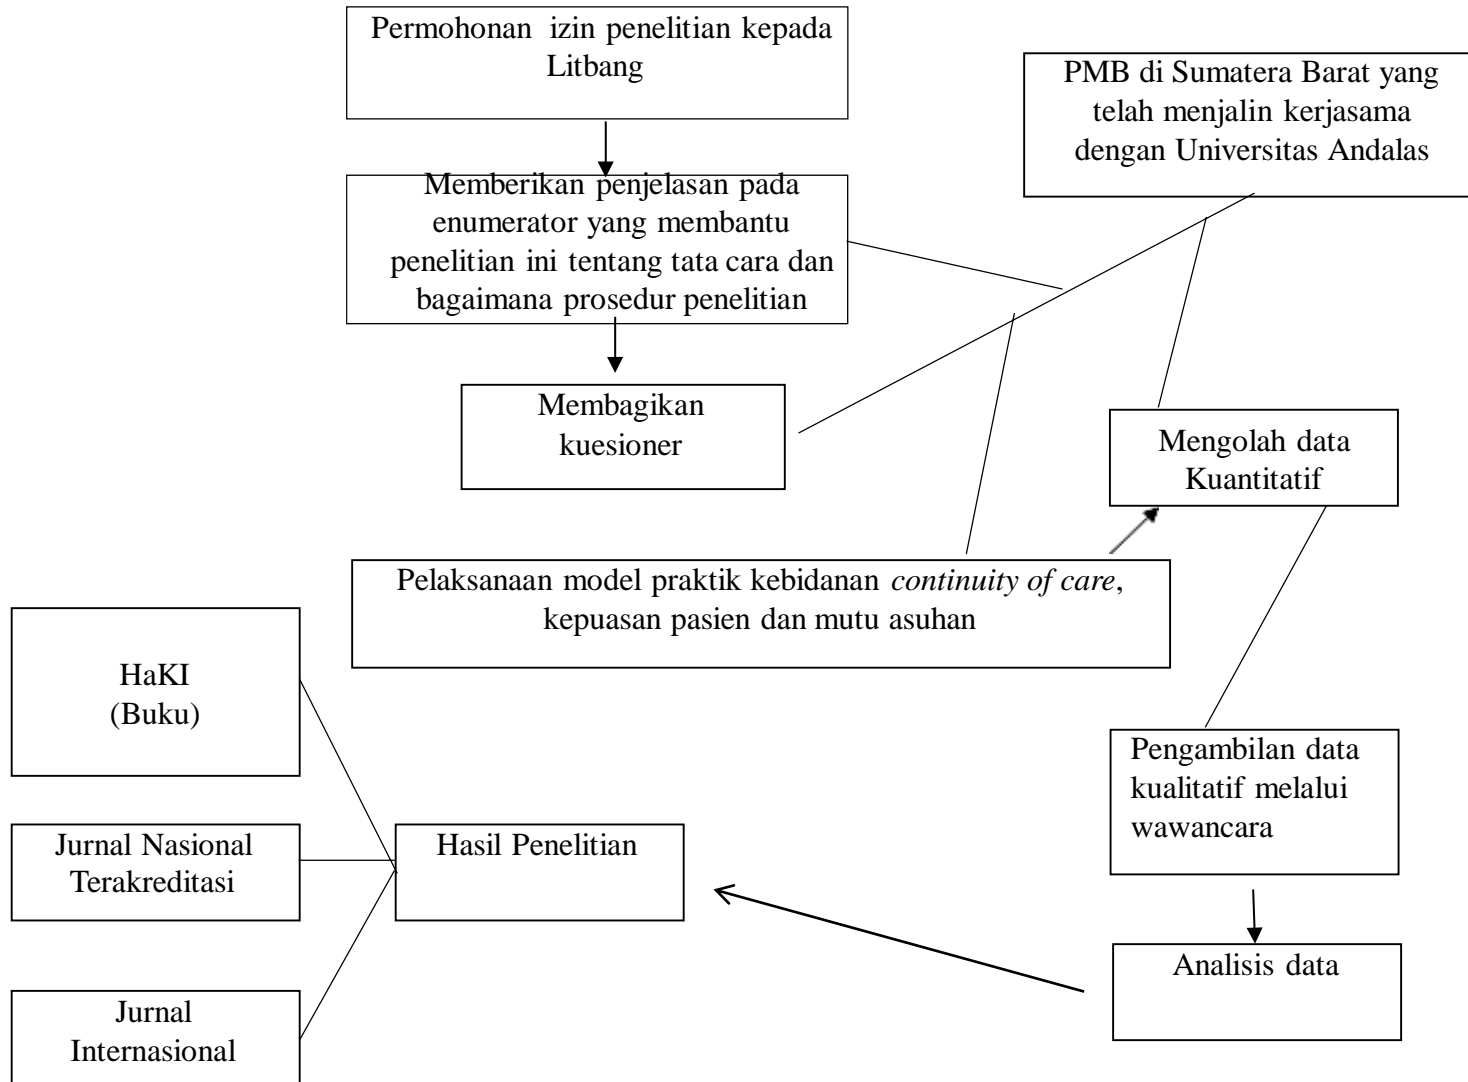 Permohonan izin penelitian kepada
Litbang
PMB di Sumatera Barat yang
telah menjalin kerjasama
dengan Universitas Andalas
Memberikan penjelasan pada
enumerator yang membantu
penelitian ini tentang tata cara dan
bagaimana prosedur penelitian
Membagikan
kuesioner
Mengolah data
Kuantitatif
Pelaksanaan model praktik kebidanan continuity of care,
kepuasan pasien dan mutu asuhan
HaKI
(Buku)
Pengambilan data
kualitatif melalui
wawancara
Jurnal Nasional
Terakreditasi
Hasil Penelitian
Analisis data
Jurnal
Internasional